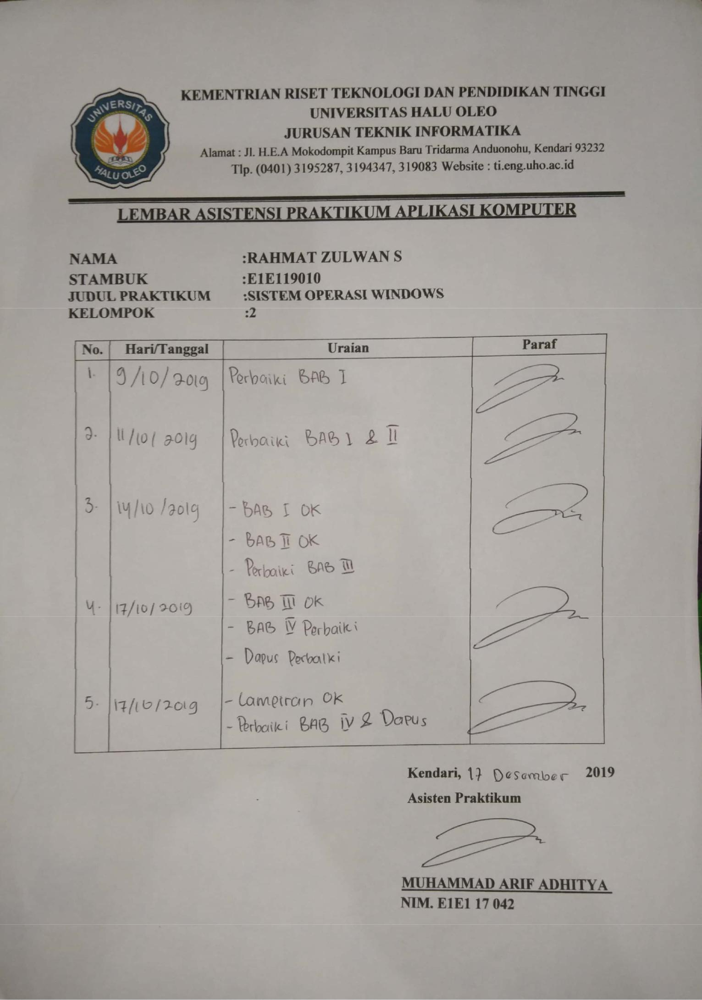 UNIVERSITAS
HALU OLEO
KEMENTRIAN RISET TEKNOLOGI DAN PENDIDIKAN TINGGI
UNIVERSITAS HALU OLEO
JURUSAN TEKNIK INFORMATIKA
Alamat : Jl. H.E.A Mokodompit Kampus Baru Tridarma Anduonohu, Kendari 93232
Tlp. (0401) 3195287, 3194347, 319083 Website : ti.eng.uho.ac.id
LEMBAR ASISTENSI PRAKTIKUM APLIKASI KOMPUTER
NAMA :RAHMAT ZULWAN S
STAMBUK :E1E119010
JUDUL PRAKTIKUM :SISTEM OPERASI WINDOWS
KELOMPOK :2
No. Hari/Tanggal Uraian Paraf
1. 9/10/2019 Perbaiki BAB I
2. 11/10/2019 Perbaiki BAB I & II
3. 14/10/2019 - BAB I OK
- BAB II OK
- Perbaiki BAB III
4. 17/10/2019 - BAB III OK
- BAB IV Perbaiki
- Dapus Perbaiki
5. 17/10/2019 - Lampiran OK
- Perbaiki BAB IV & Dapus
Kendari, 17 Desember 2019
Asisten Praktikum
MUHAMMAD ARIF ADHITYA
NIM. E1E1 17 042